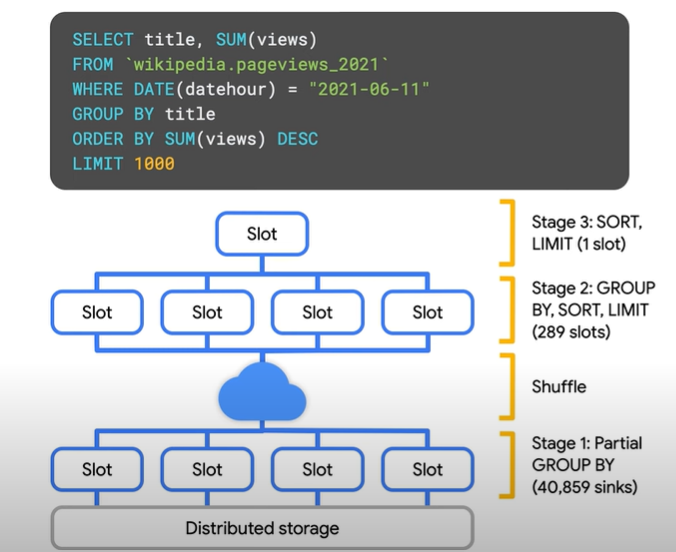 SELECT title, SUM(views)
FROM `wikipedia.pageviews_2021`
WHERE DATE(datehour) = "2021-06-11"
GROUP BY title
ORDER BY SUM(views) DESC
LIMIT 1000
Slot
Stage 3: SORT,
LIMIT (1 slot)
Slot Slot Slot Slot
Stage 2: GROUP
BY, SORT, LIMIT
(289 slots)
Shuffle
Slot Slot Slot Slot
Stage 1: Partial
GROUP BY
(40,859 sinks)
Distributed storage